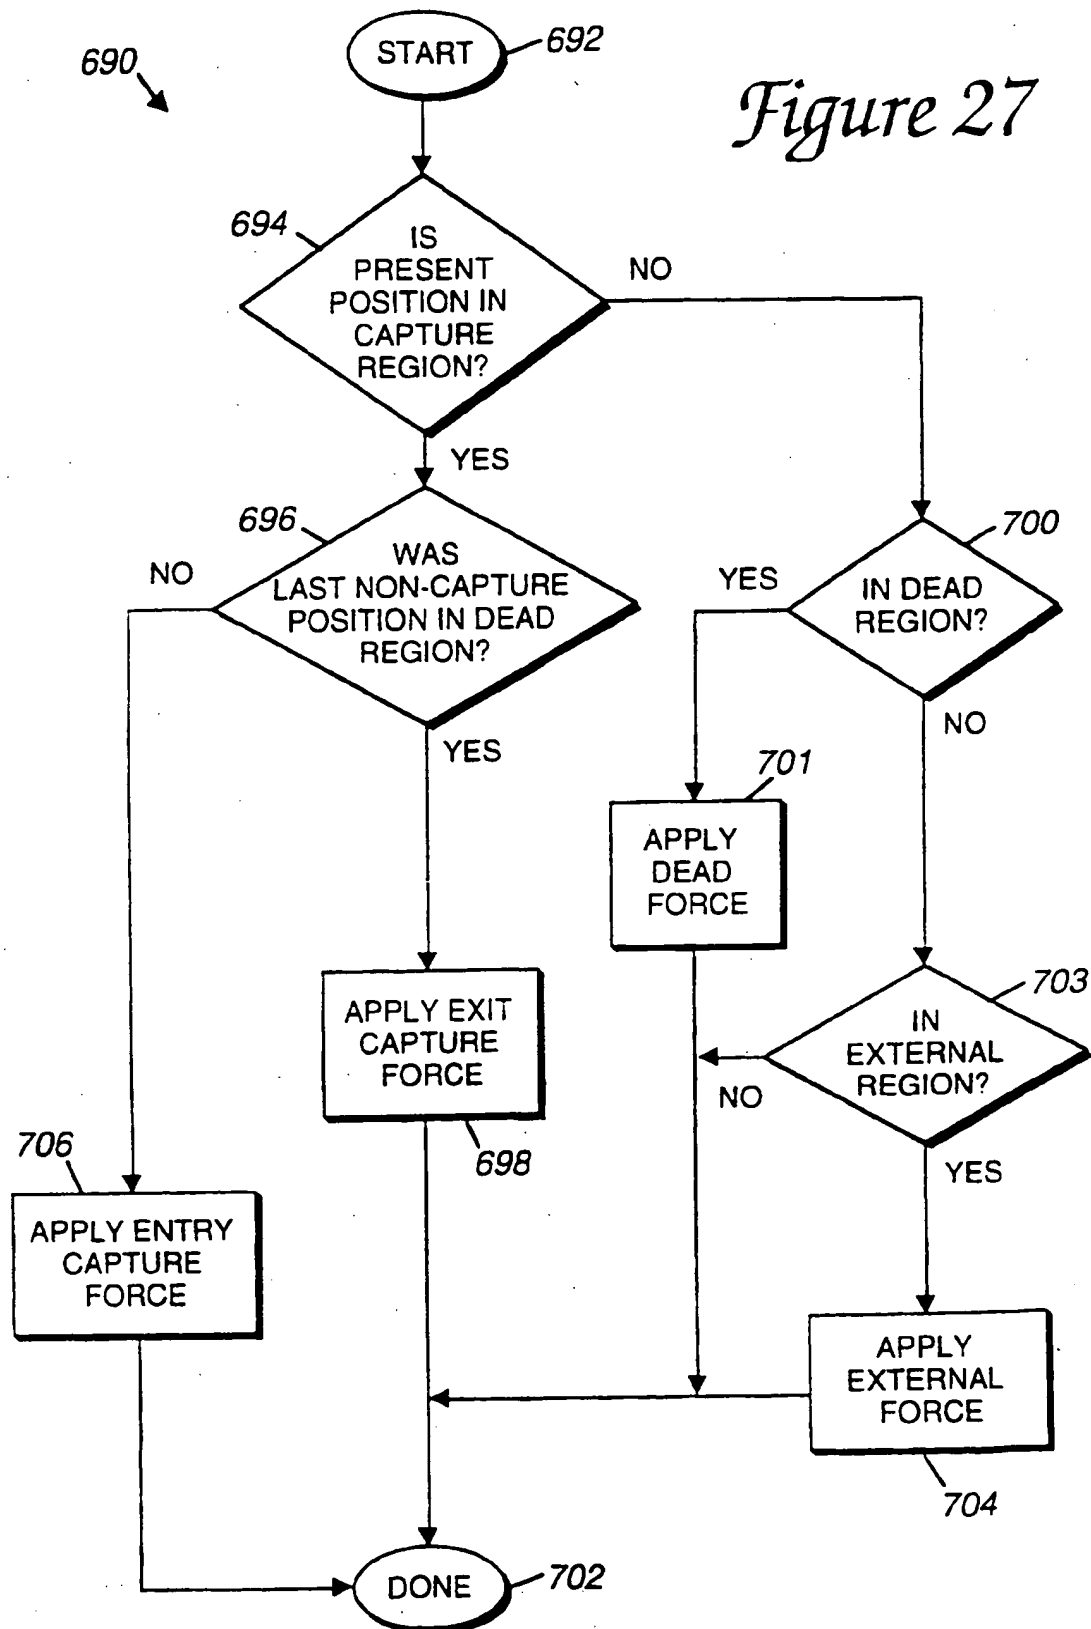 690
START
692
Figure 27
694
IS
PRESENT
POSITION IN
CAPTURE
REGION?
NO
YES
696
WAS
LAST NON-CAPTURE
POSITION IN DEAD
REGION?
NO
YES
700
IN DEAD
REGION?
YES
NO
701
APPLY
DEAD
FORCE
703
IN
EXTERNAL
REGION?
NO
YES
APPLY EXIT
CAPTURE
FORCE
698
706
APPLY ENTRY
CAPTURE
FORCE
APPLY
EXTERNAL
FORCE
704
DONE
702